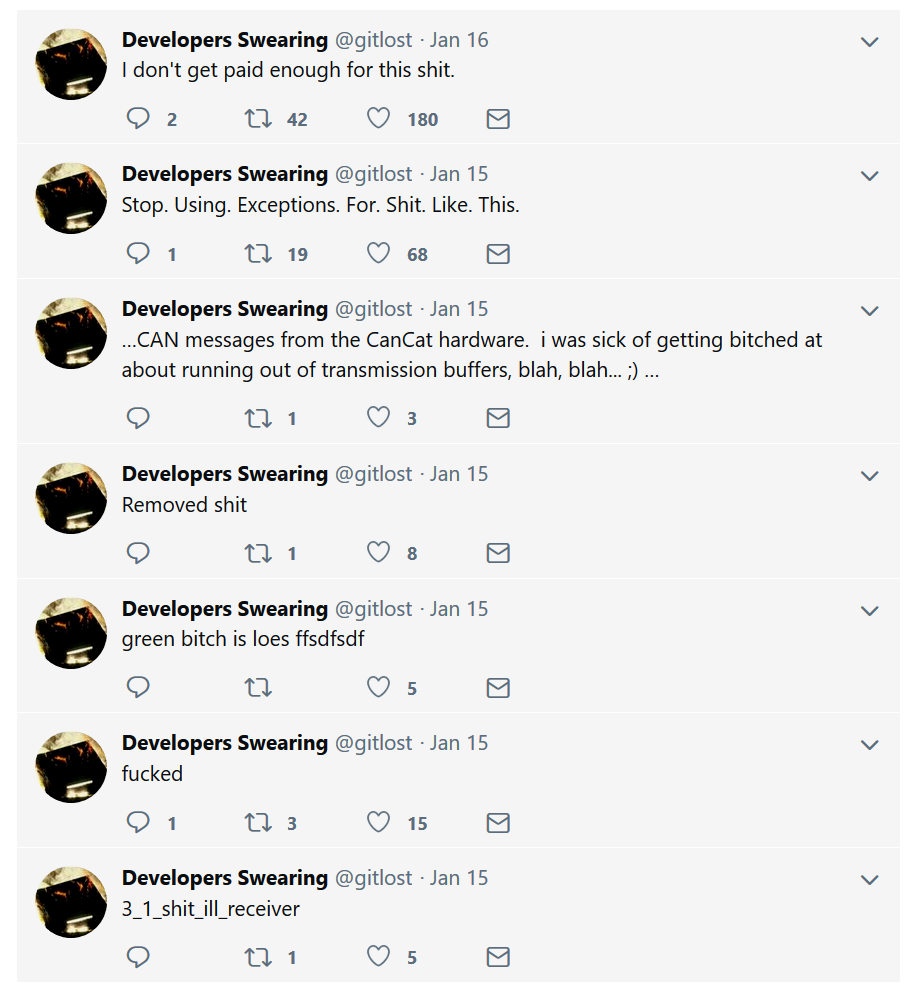 Developers Swearing @gitlost · Jan 16
I don't get paid enough for this shit.
2 42 180
Developers Swearing @gitlost · Jan 15
Stop. Using. Exceptions. For. Shit. Like. This.
1 19 68
Developers Swearing @gitlost · Jan 15
...CAN messages from the CanCat hardware.  i was sick of getting bitched at
about running out of transmission buffers, blah, blah... ;) ...
1 3
Developers Swearing @gitlost · Jan 15
Removed shit
1 8
Developers Swearing @gitlost · Jan 15
green bitch is loes ffsdfsdf
5
Developers Swearing @gitlost · Jan 15
fucked
1 3 15
Developers Swearing @gitlost · Jan 15
3_1_shit_ill_receiver
1 5